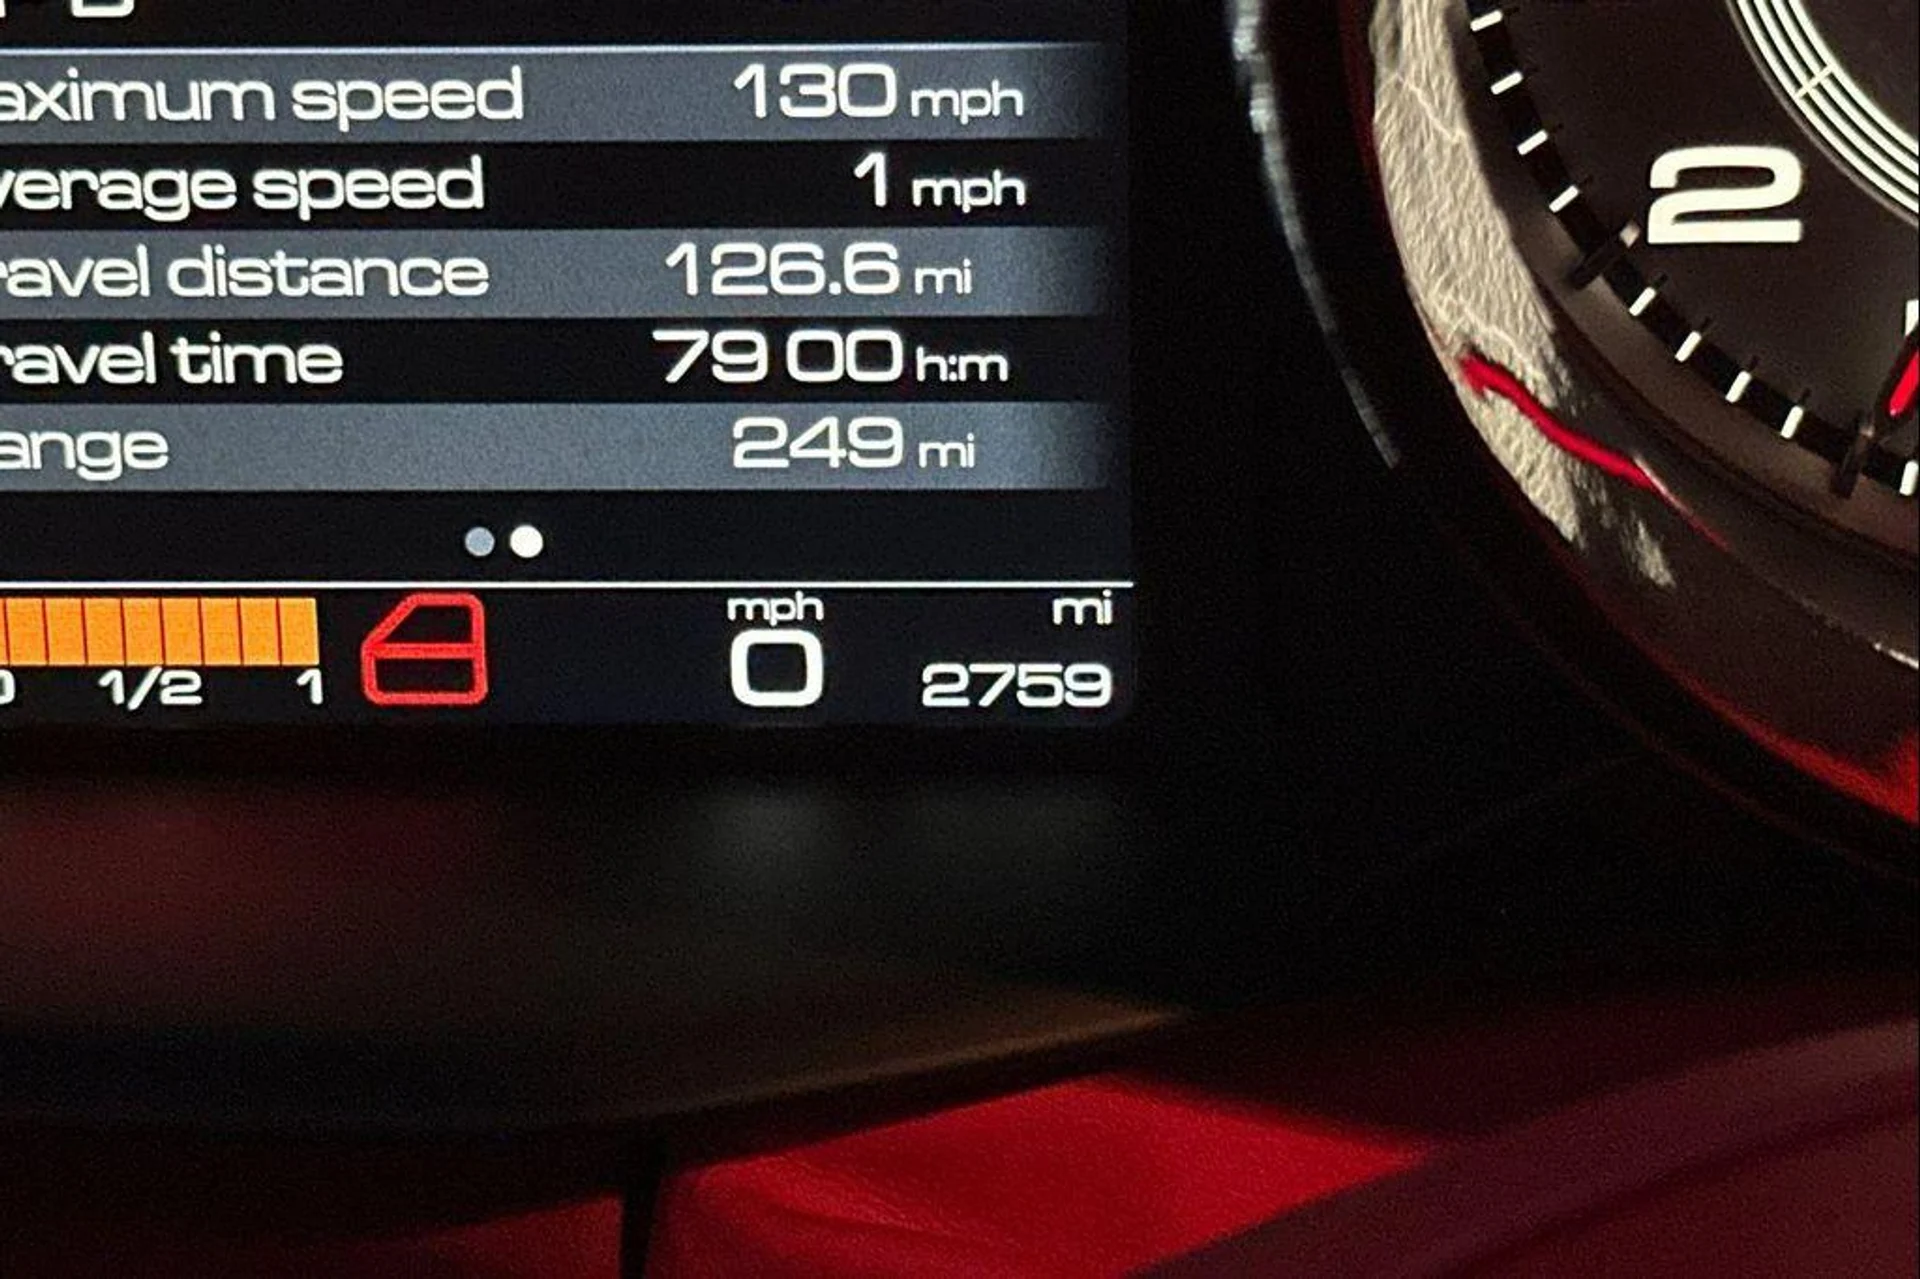 aximum speed 130 mph
verage speed 1 mph
ravel distance 126.6 mi
ravel time 79 00 h:m
ange 249 mi
mph mi
0 2759
0 1/2 1
2